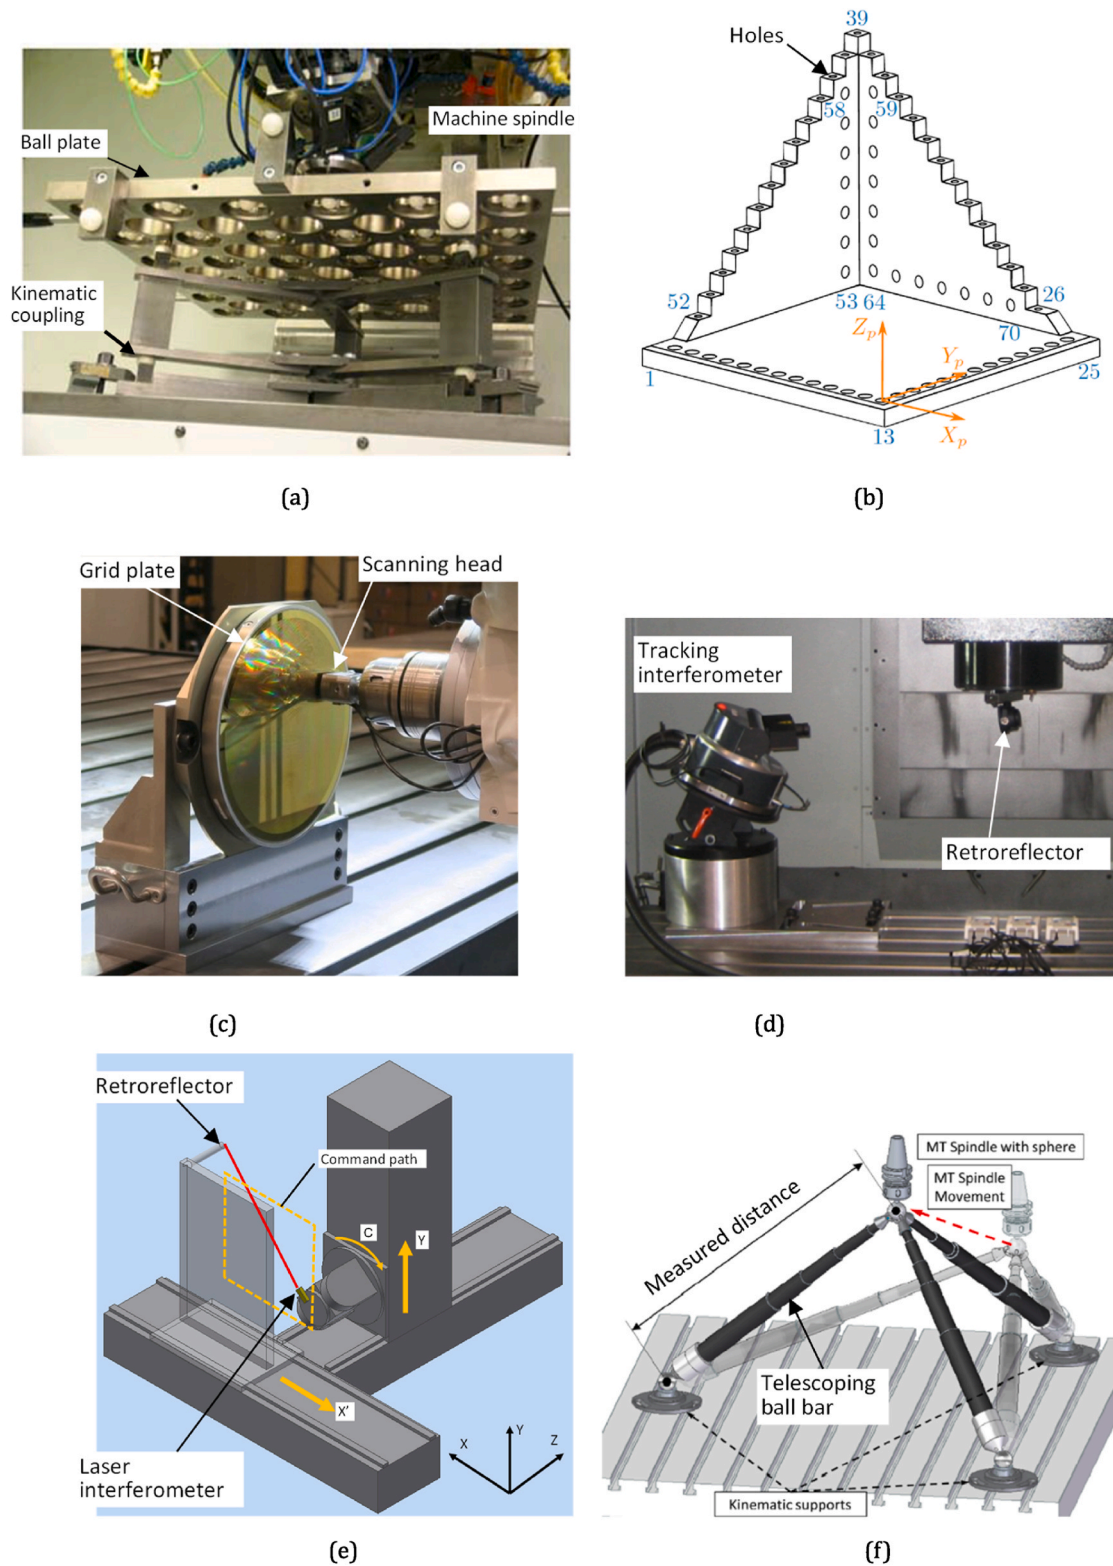 Ball plate
Machine spindle
Kinematic
coupling
(a)
39
Holes
58
59
52
53 64
26
70
Zp
Yp
1
25
13
Xp
(b)
Grid plate
Scanning head
(c)
Tracking
interferometer
Retroreflector
(d)
Retroreflector
Command path
C
Y
X'
Laser
interferometer
X
Y
Z
(e)
MT Spindle with sphere
MT Spindle
Movement
Measured distance
Telescoping
ball bar
Kinematic supports
(f)